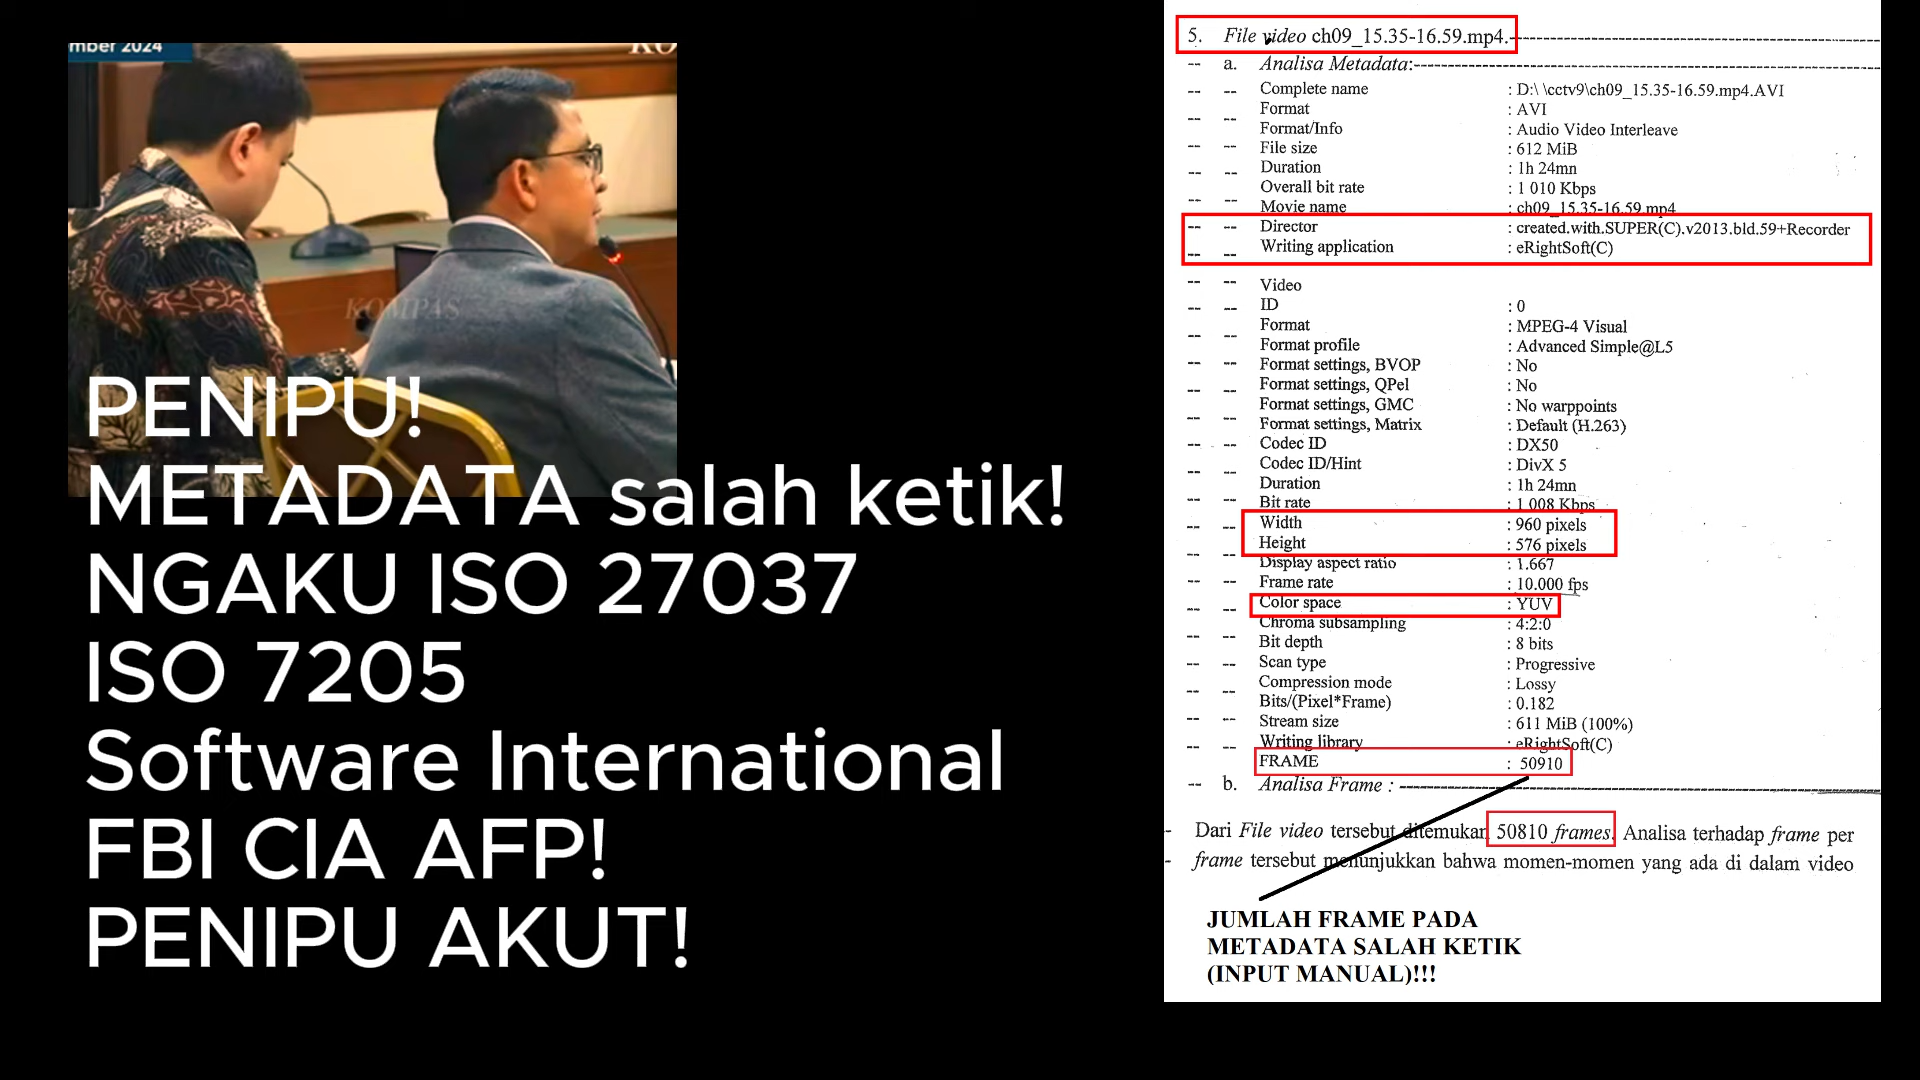 mber 2024
KO
KOMPAS
PENIPU!
METADATA salah ketik!
NGAKU ISO 27037
ISO 7205
Software International
FBI CIA AFP!
PENIPU AKUT!
5. File video ch09_15.35-16.59.mp4.
-- a. Analisa Metadata:
-- -- Complete name : D:\ \cctv9\ch09_15.35-16.59.mp4.AVI
-- -- Format : AVI
-- -- Format/Info : Audio Video Interleave
-- -- File size : 612 MiB
-- -- Duration : 1h 24mn
Overall bit rate : 1 010 Kbps
-- -- Movie name : ch09_15.35-16.59.mp4
-- -- Director : created.with.SUPER(C).v2013.bld.59+Recorder
-- -- Writing application : eRightSoft(C)
-- -- Video
-- -- ID : 0
-- -- Format : MPEG-4 Visual
-- -- Format profile : Advanced Simple@L5
-- -- Format settings, BVOP : No
-- -- Format settings, QPel : No
-- -- Format settings, GMC : No warppoints
-- -- Format settings, Matrix : Default (H.263)
-- -- Codec ID : DX50
-- -- Codec ID/Hint : DivX 5
-- -- Duration : 1h 24mn
-- -- Bit rate : 1 008 Kbps
-- -- Width : 960 pixels
-- -- Height : 576 pixels
-- -- Display aspect ratio : 1.667
-- -- Frame rate : 10.000 fps
-- -- Color space : YUV
Chroma subsampling : 4:2:0
-- -- Bit depth : 8 bits
-- -- Scan type : Progressive
-- -- Compression mode : Lossy
-- -- Bits/(Pixel*Frame) : 0.182
-- -- Stream size : 611 MiB (100%)
-- -- Writing library : eRightSoft(C)
FRAME : 50910
-- b. Analisa Frame :
- Dari File video tersebut ditemukan 50810 frames. Analisa terhadap frame per
- frame tersebut menunjukkan bahwa momen-momen yang ada di dalam video
JUMLAH FRAME PADA
METADATA SALAH KETIK
(INPUT MANUAL)!!!